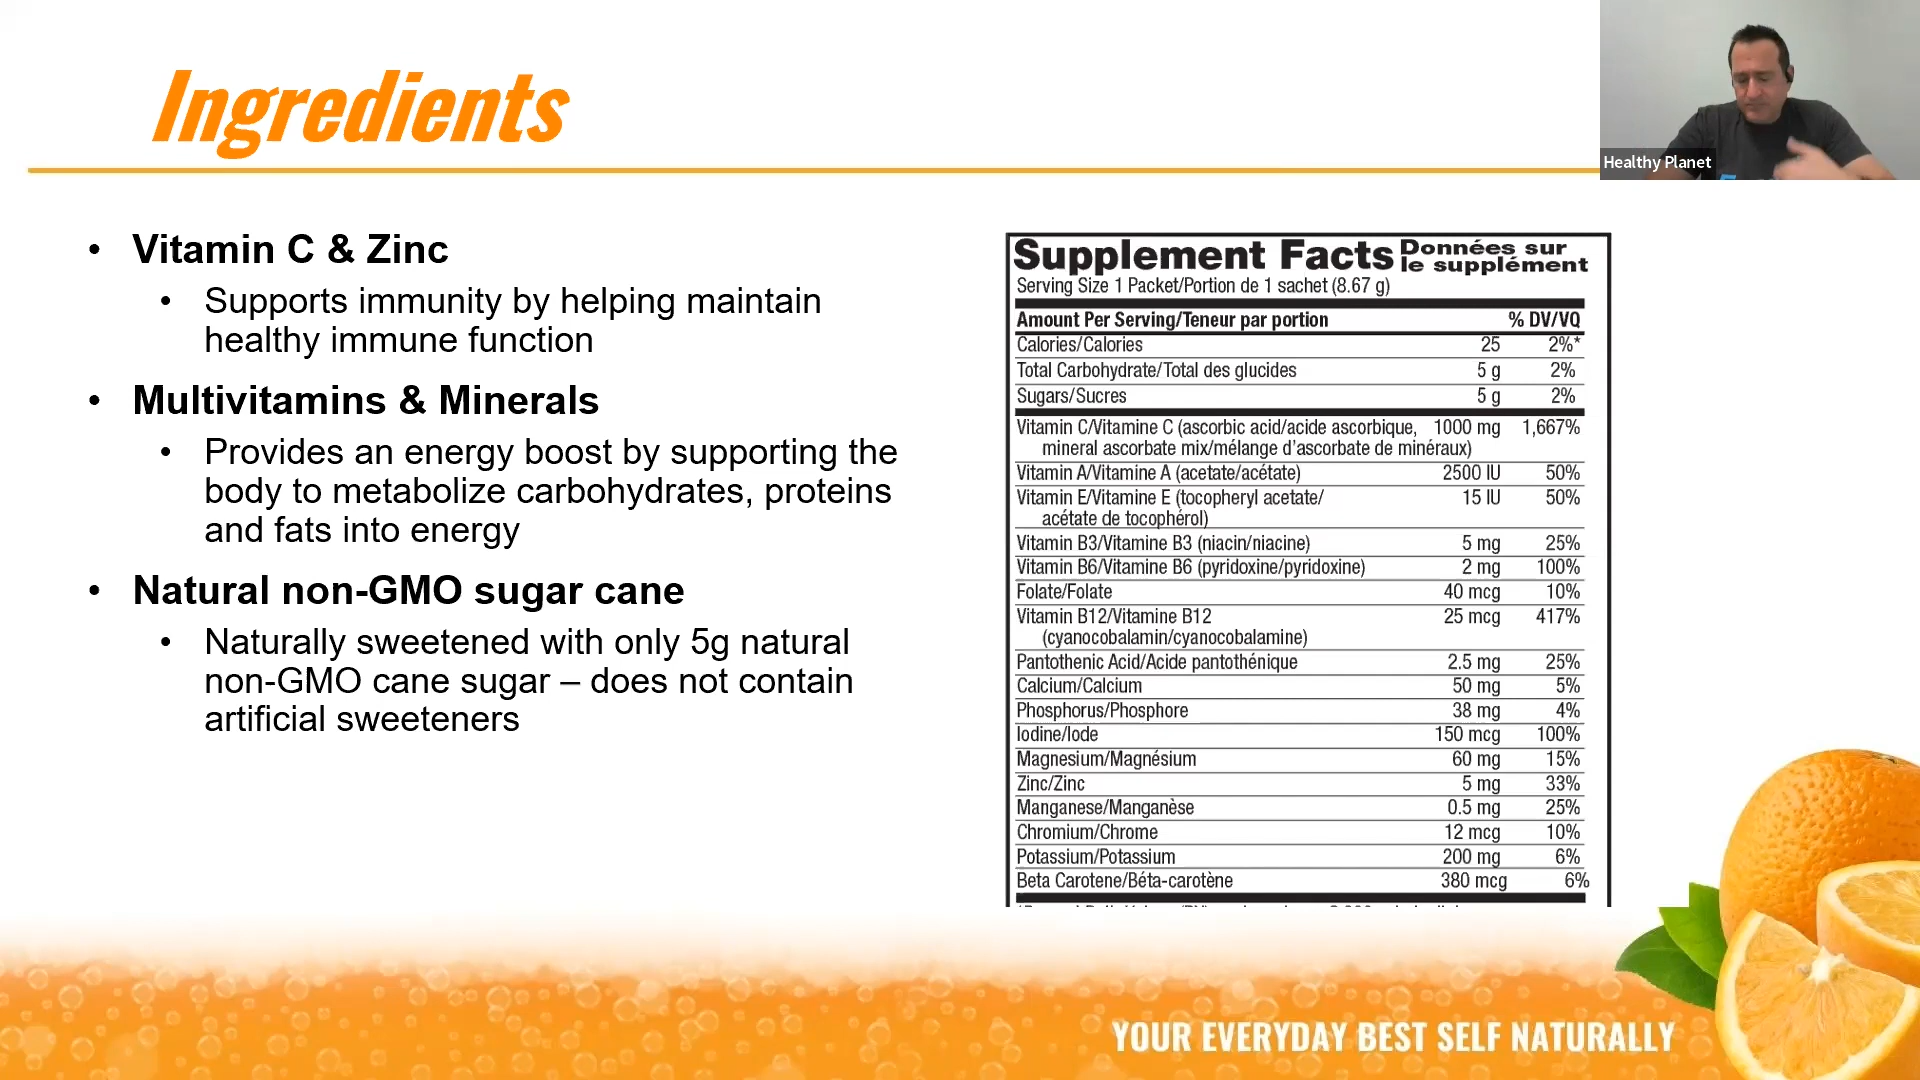 Ingredients
Healthy Planet
• Vitamin C & Zinc
• Supports immunity by helping maintain
healthy immune function
• Multivitamins & Minerals
• Provides an energy boost by supporting the
body to metabolize carbohydrates, proteins
and fats into energy
• Natural non-GMO sugar cane
• Naturally sweetened with only 5g natural
non-GMO cane sugar – does not contain
artificial sweeteners
Supplement Facts Données sur
le supplément
Serving Size 1 Packet/Portion de 1 sachet (8.67 g)
Amount Per Serving/Teneur par portion % DV/VQ
Calories/Calories 25 2%*
Total Carbohydrate/Total des glucides 5 g 2%
Sugars/Sucres 5 g 2%
Vitamin C/Vitamine C (ascorbic acid/acide ascorbique, 1000 mg 1,667%
mineral ascorbate mix/mélange d'ascorbate de minéraux)
Vitamin A/Vitamine A (acetate/acétate) 2500 IU 50%
Vitamin E/Vitamine E (tocopheryl acetate/ 15 IU 50%
acétate de tocophérol)
Vitamin B3/Vitamine B3 (niacin/niacine) 5 mg 25%
Vitamin B6/Vitamine B6 (pyridoxine/pyridoxine) 2 mg 100%
Folate/Folate 40 mcg 10%
Vitamin B12/Vitamine B12 25 mcg 417%
(cyanocobalamin/cyanocobalamine)
Pantothenic Acid/Acide pantothénique 2.5 mg 25%
Calcium/Calcium 50 mg 5%
Phosphorus/Phosphore 38 mg 4%
Iodine/Iode 150 mcg 100%
Magnesium/Magnésium 60 mg 15%
Zinc/Zinc 5 mg 33%
Manganese/Manganèse 0.5 mg 25%
Chromium/Chrome 12 mcg 10%
Potassium/Potassium 200 mg 6%
Beta Carotene/Béta-carotène 380 mcg 6%
YOUR EVERYDAY BEST SELF NATURALLY